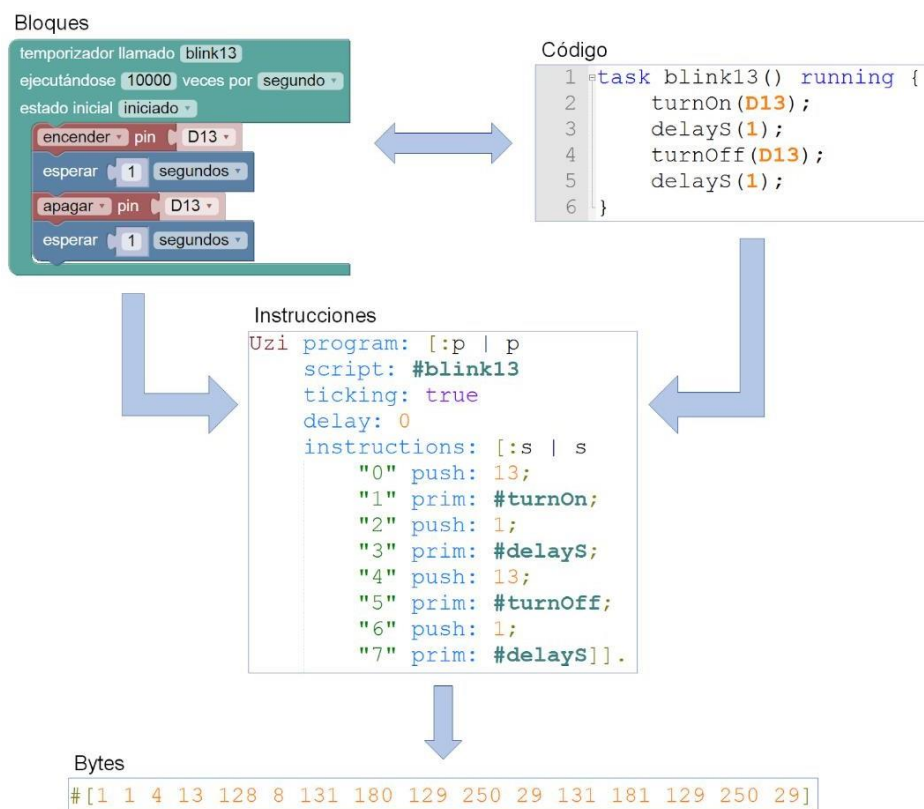 Bloques
temporizador llamado blink13
ejecutándose 10000 veces por segundo
estado inicial iniciado
encender pin D13
esperar 1 segundos
apagar pin D13
esperar 1 segundos
Código
1 task blink13() running {
2 turnOn(D13);
3 delayS(1);
4 turnOff(D13);
5 delayS(1);
6 }
Instrucciones
Uzi program: [:p | p
script: #blink13
ticking: true
delay: 0
instructions: [:s | s
"0" push: 13;
"1" prim: #turnOn;
"2" push: 1;
"3" prim: #delayS;
"4" push: 13;
"5" prim: #turnOff;
"6" push: 1;
"7" prim: #delayS]].
Bytes
#[1 1 4 13 128 8 131 180 129 250 29 131 181 129 250 29]